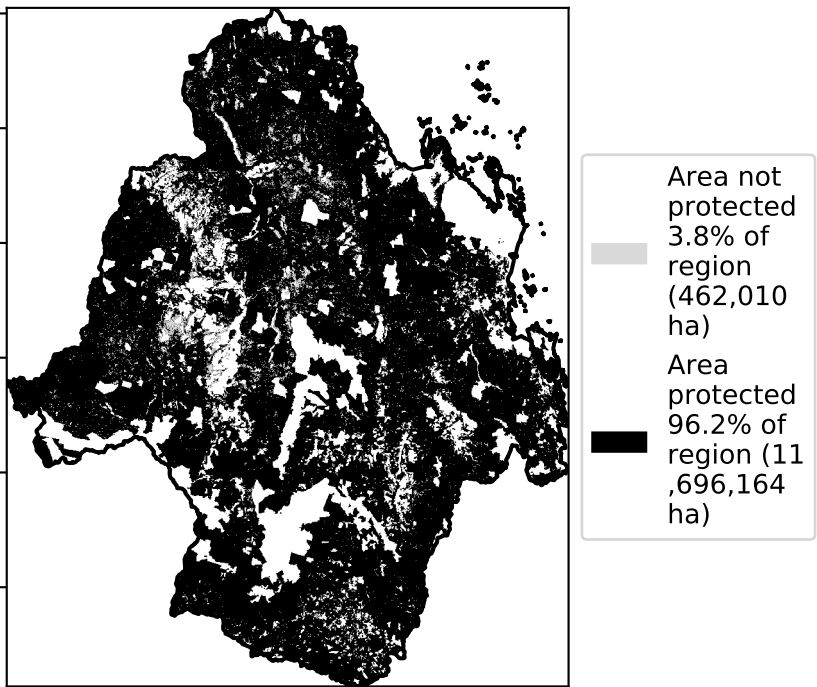 Area not
protected
3.8% of
region
(462,010
ha)
Area
protected
96.2% of
region (11
,696,164
ha)